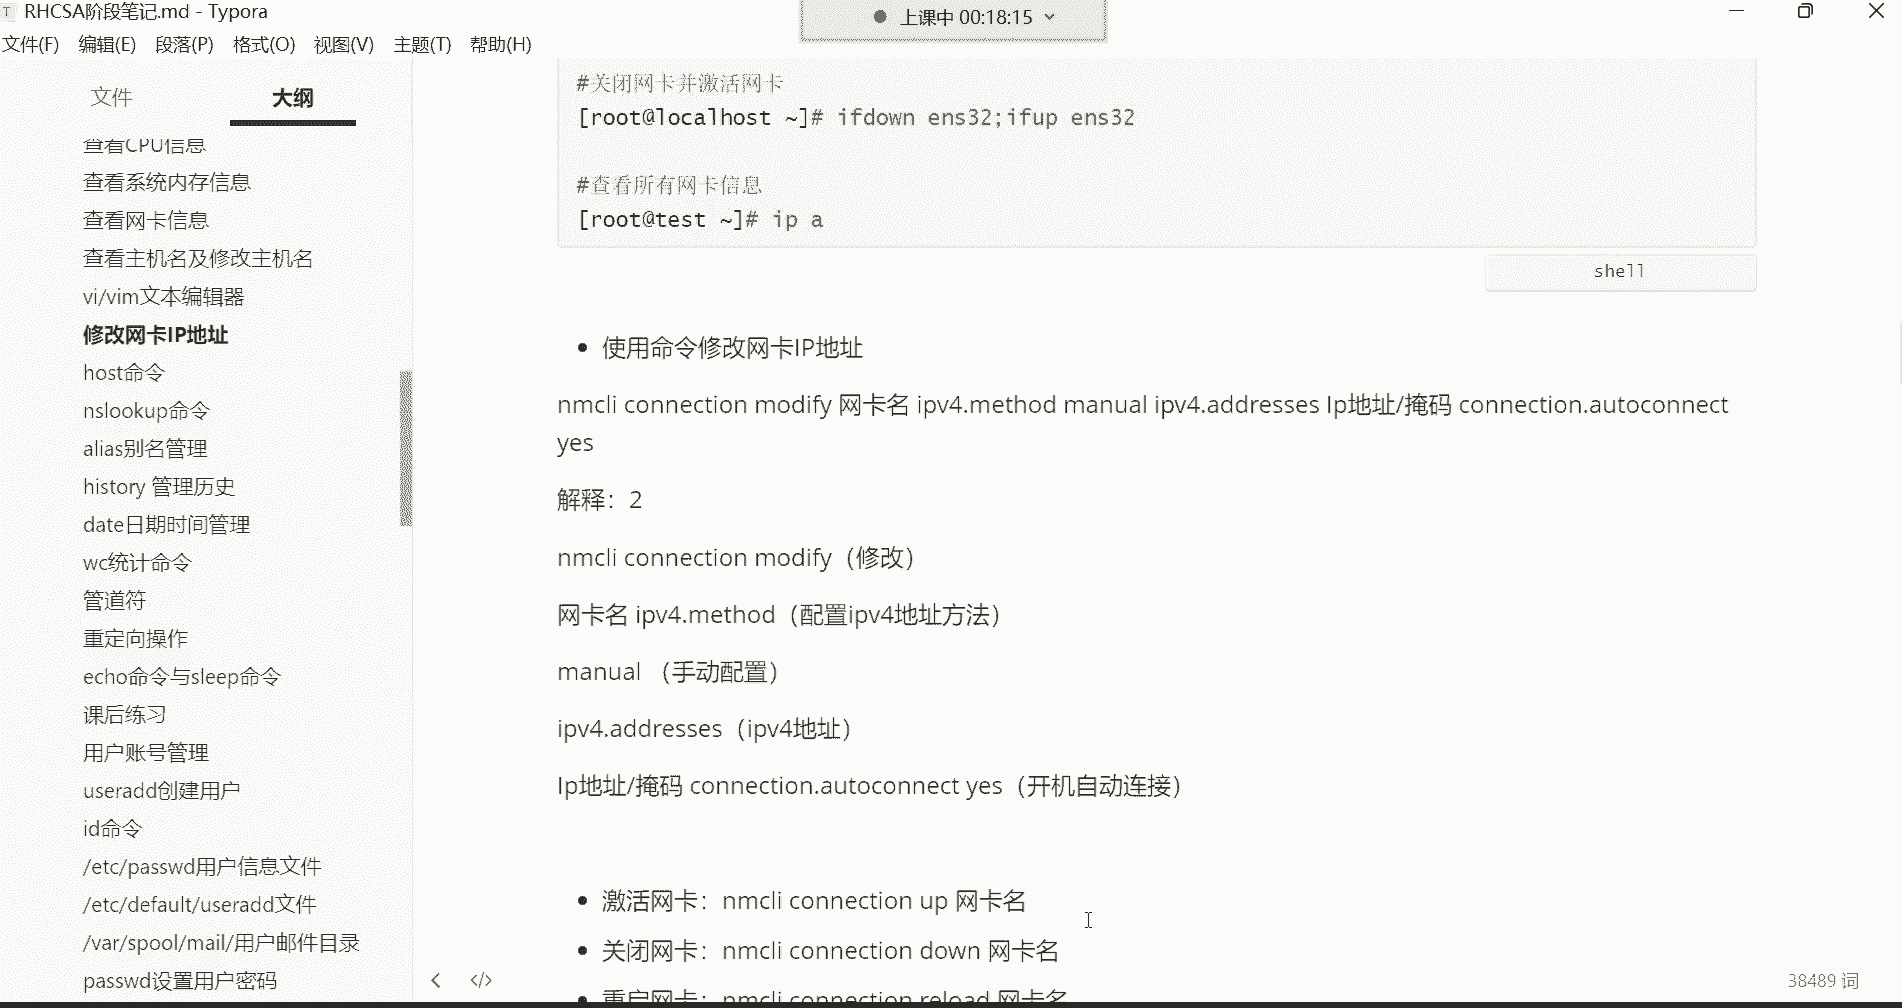 RHCSA阶段笔记.md - Typora
上课中 00:18:15
文件(F) 编辑(E) 段落(P) 格式(O) 视图(V) 主题(T) 帮助(H)
文件 大纲
查看CPU信息
查看系统内存信息
查看网卡信息
查看主机名及修改主机名
vi/vim文本编辑器
修改网卡IP地址
host命令
nslookup命令
alias别名管理
history 管理历史
date日期时间管理
wc统计命令
管道符
重定向操作
echo命令与sleep命令
课后练习
用户账号管理
useradd创建用户
id命令
/etc/passwd用户信息文件
/etc/default/useradd文件
/var/spool/mail/用户邮件目录
passwd设置用户密码
#关闭网卡并激活网卡
[root@localhost ~]# ifdown ens32;ifup ens32
#查看所有网卡信息
[root@test ~]# ip a
shell
使用命令修改网卡IP地址
nmcli connection modify 网卡名 ipv4.method manual ipv4.addresses Ip地址/掩码 connection.autoconnect
yes
解释：2
nmcli connection modify（修改）
网卡名 ipv4.method（配置ipv4地址方法）
manual （手动配置）
ipv4.addresses（ipv4地址）
Ip地址/掩码 connection.autoconnect yes（开机自动连接）
激活网卡：nmcli connection up 网卡名
关闭网卡：nmcli connection down 网卡名
重启网卡：nmcli connection reload 网卡名
38489 词